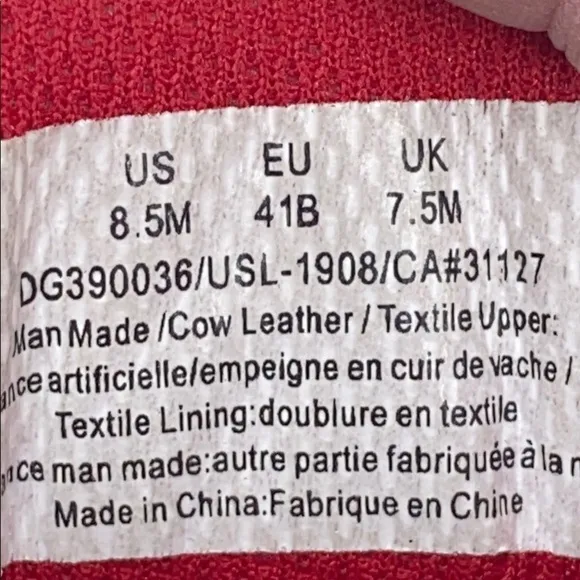 US EU UK
8.5M 41B 7.5M
DG390036/USL-1908/CA#31127
Man Made /Cow Leather / Textile Upper:
artificielle/empeigne en cuir de vache /
Textile Lining:doublure en textile
man made:autre partie fabriquée à la
Made in China:Fabrique en Chine